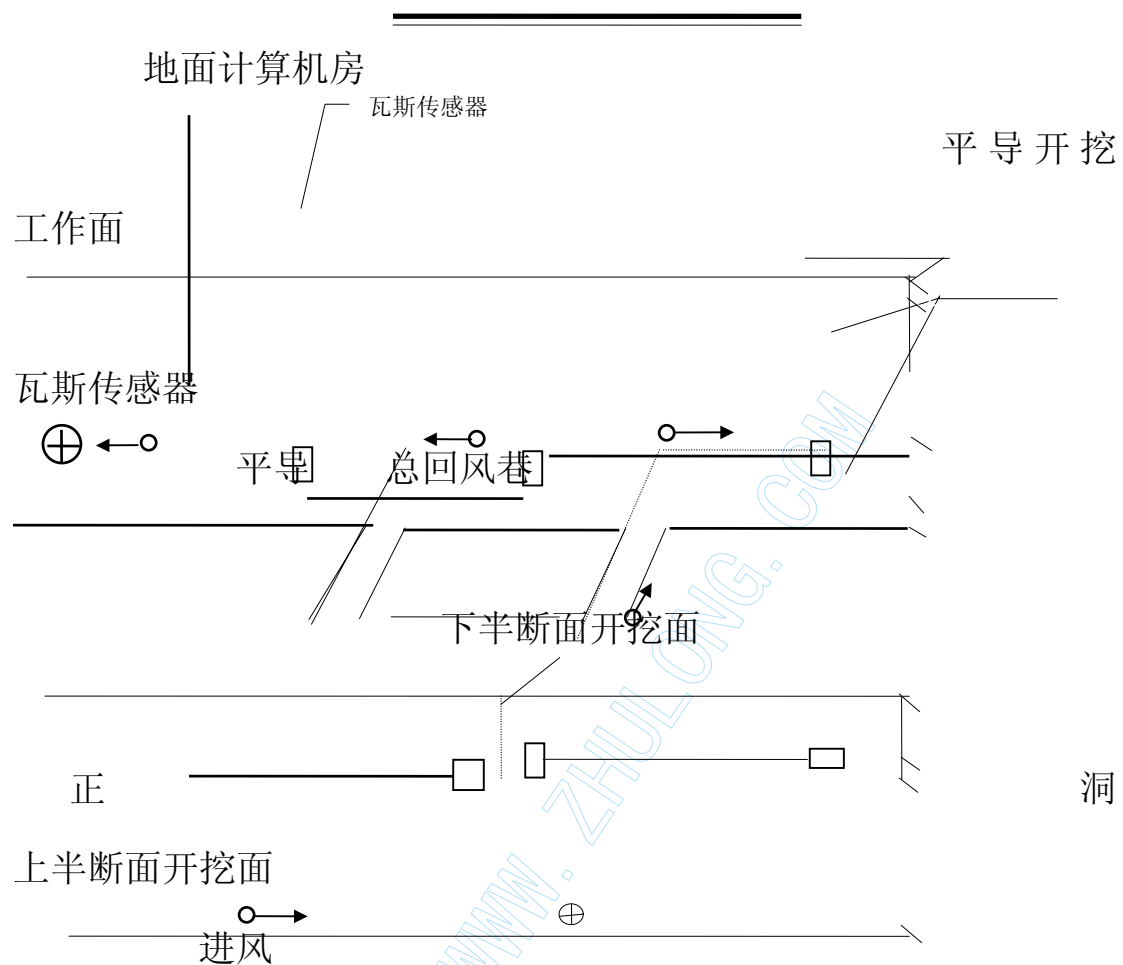 地面计算机房
瓦斯传感器
平导开挖
工作面
瓦斯传感器
平导 总回风巷
下半断面开挖面
正 洞
上半断面开挖面
进风
WWW.ZHULONG.COM